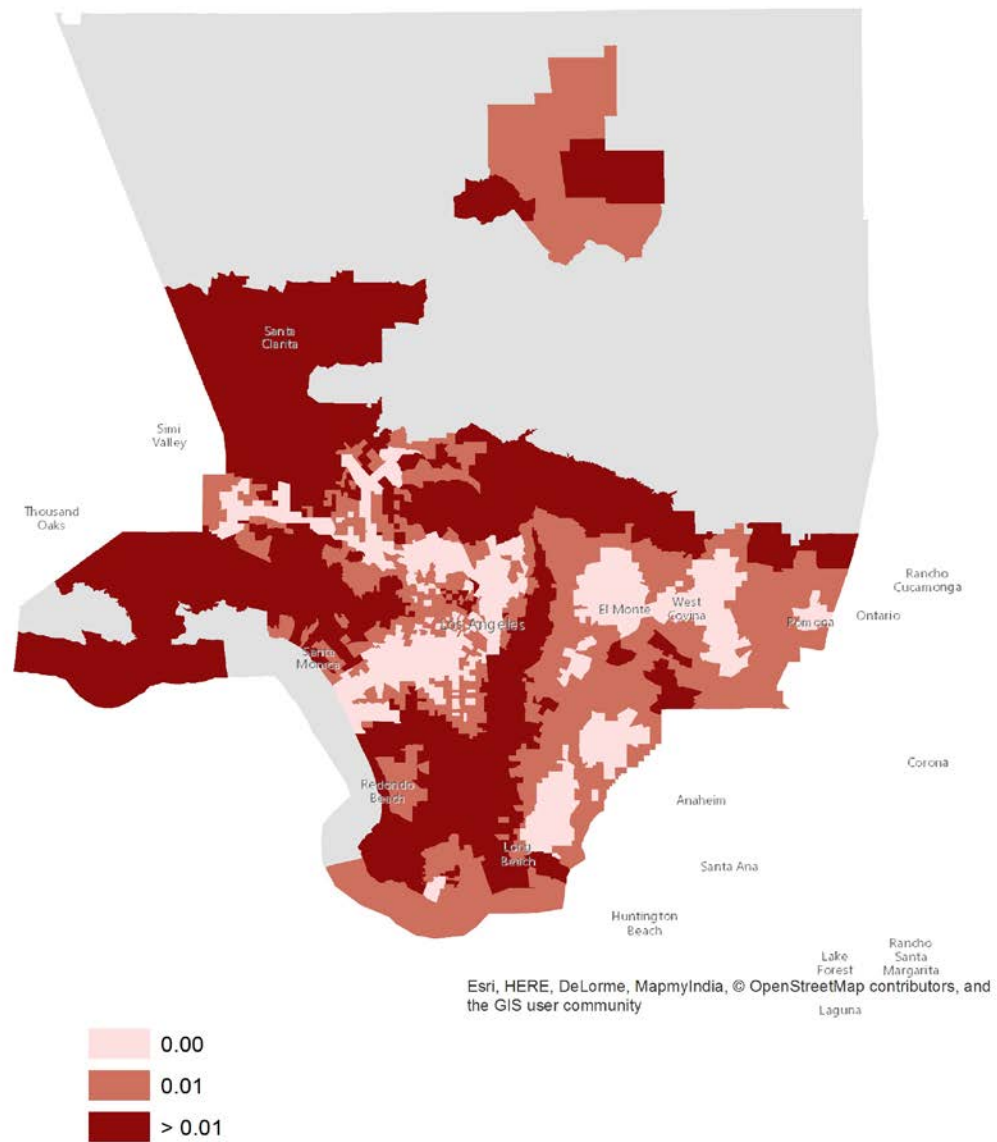 Santa
Clarita
Simi
Valley
Thousand
Oaks
Rancho
Cucamonga
El Monte
West
Covina
Pomona
Ontario
Los Angeles
Santa
Monica
Corona
Redondo
Beach
Anaheim
Long
Beach
Santa Ana
Huntington
Beach
Lake
Forest
Rancho
Santa
Margarita
Esri, HERE, DeLorme, MapmyIndia, © OpenStreetMap contributors, and
the GIS user community
Laguna
0.00
0.01
> 0.01